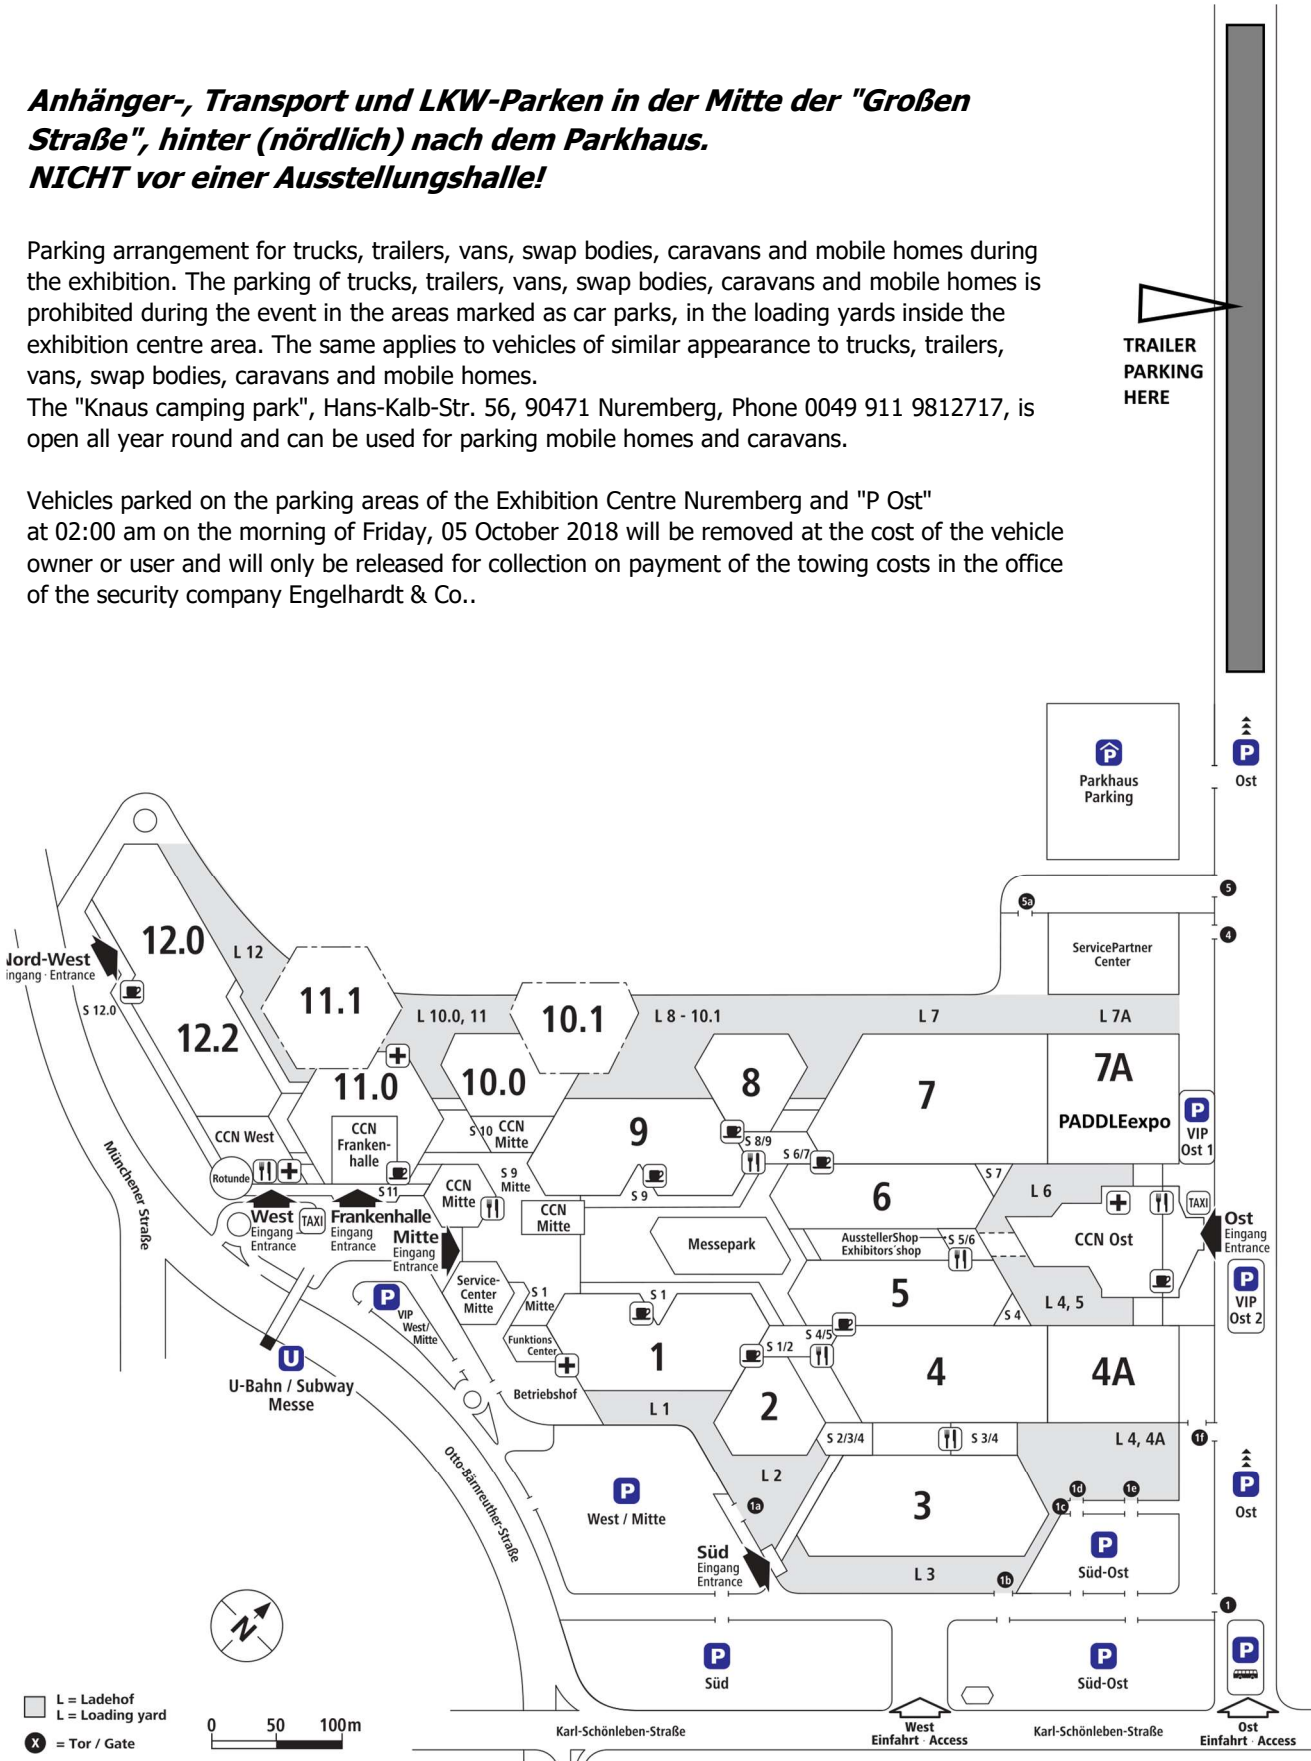 Anhänger-, Transport und LKW-Parken in der Mitte der "Großen
Straße", hinter (nördlich) nach dem Parkhaus.
NICHT vor einer Ausstellungshalle!
Parking arrangement for trucks, trailers, vans, swap bodies, caravans and mobile homes during
the exhibition. The parking of trucks, trailers, vans, swap bodies, caravans and mobile homes is
prohibited during the event in the areas marked as car parks, in the loading yards inside the
exhibition centre area. The same applies to vehicles of similar appearance to trucks, trailers,
vans, swap bodies, caravans and mobile homes.
The "Knaus camping park", Hans-Kalb-Str. 56, 90471 Nuremberg, Phone 0049 911 9812717, is
open all year round and can be used for parking mobile homes and caravans.
Vehicles parked on the parking areas of the Exhibition Centre Nuremberg and "P Ost"
at 02:00 am on the morning of Friday, 05 October 2018 will be removed at the cost of the vehicle
owner or user and will only be released for collection on payment of the towing costs in the office
of the security company Engelhardt & Co..
TRAILER
PARKING
HERE
P
Parkhaus
Parking
P
Ost
5
5a
4
ServicePartner
Center
12.0
L 12
Nord-West
Eingang · Entrance
S 12.0
12.2
11.1
L 10.0, 11
10.1
L 8 - 10.1
L 7
L 7A
11.0
10.0
8
7
7A
PADDLEexpo
P
VIP
Ost 1
CCN West
CCN
Franken-
halle
S 10
CCN
Mitte
9
S 8/9
S 6/7
Rotunde
S 11
CCN
Mitte
S 9
Mitte
S 9
6
S 7
L 6
TAXI
CCN
Mitte
West
Eingang
Entrance
TAXI
Frankenhalle
Eingang
Entrance
Mitte
Eingang
Entrance
Messepark
AusstellerShop
Exhibitors´shop
S 5/6
CCN Ost
Ost
Eingang
Entrance
Münchener Straße
Service-
Center
Mitte
S 1
Mitte
S 1
5
S 4
L 4, 5
P
VIP
Ost 2
P
VIP
West/
Mitte
Funktions
Center
1
S 1/2
S 4/5
U
U-Bahn / Subway
Messe
Betriebshof
L 1
2
4
4A
S 2/3/4
S 3/4
L 4, 4A
1f
Otto-Bärnreuther-Straße
P
West / Mitte
L 2
1a
3
1c
1d
1e
P
Ost
Süd
Eingang
Entrance
L 3
1b
P
Süd-Ost
1
N
P
Süd
P
Süd-Ost
P
L = Ladehof
L = Loading yard
X = Tor / Gate
0 50 100m
Karl-Schönleben-Straße
West
Einfahrt · Access
Karl-Schönleben-Straße
Ost
Einfahrt · Access